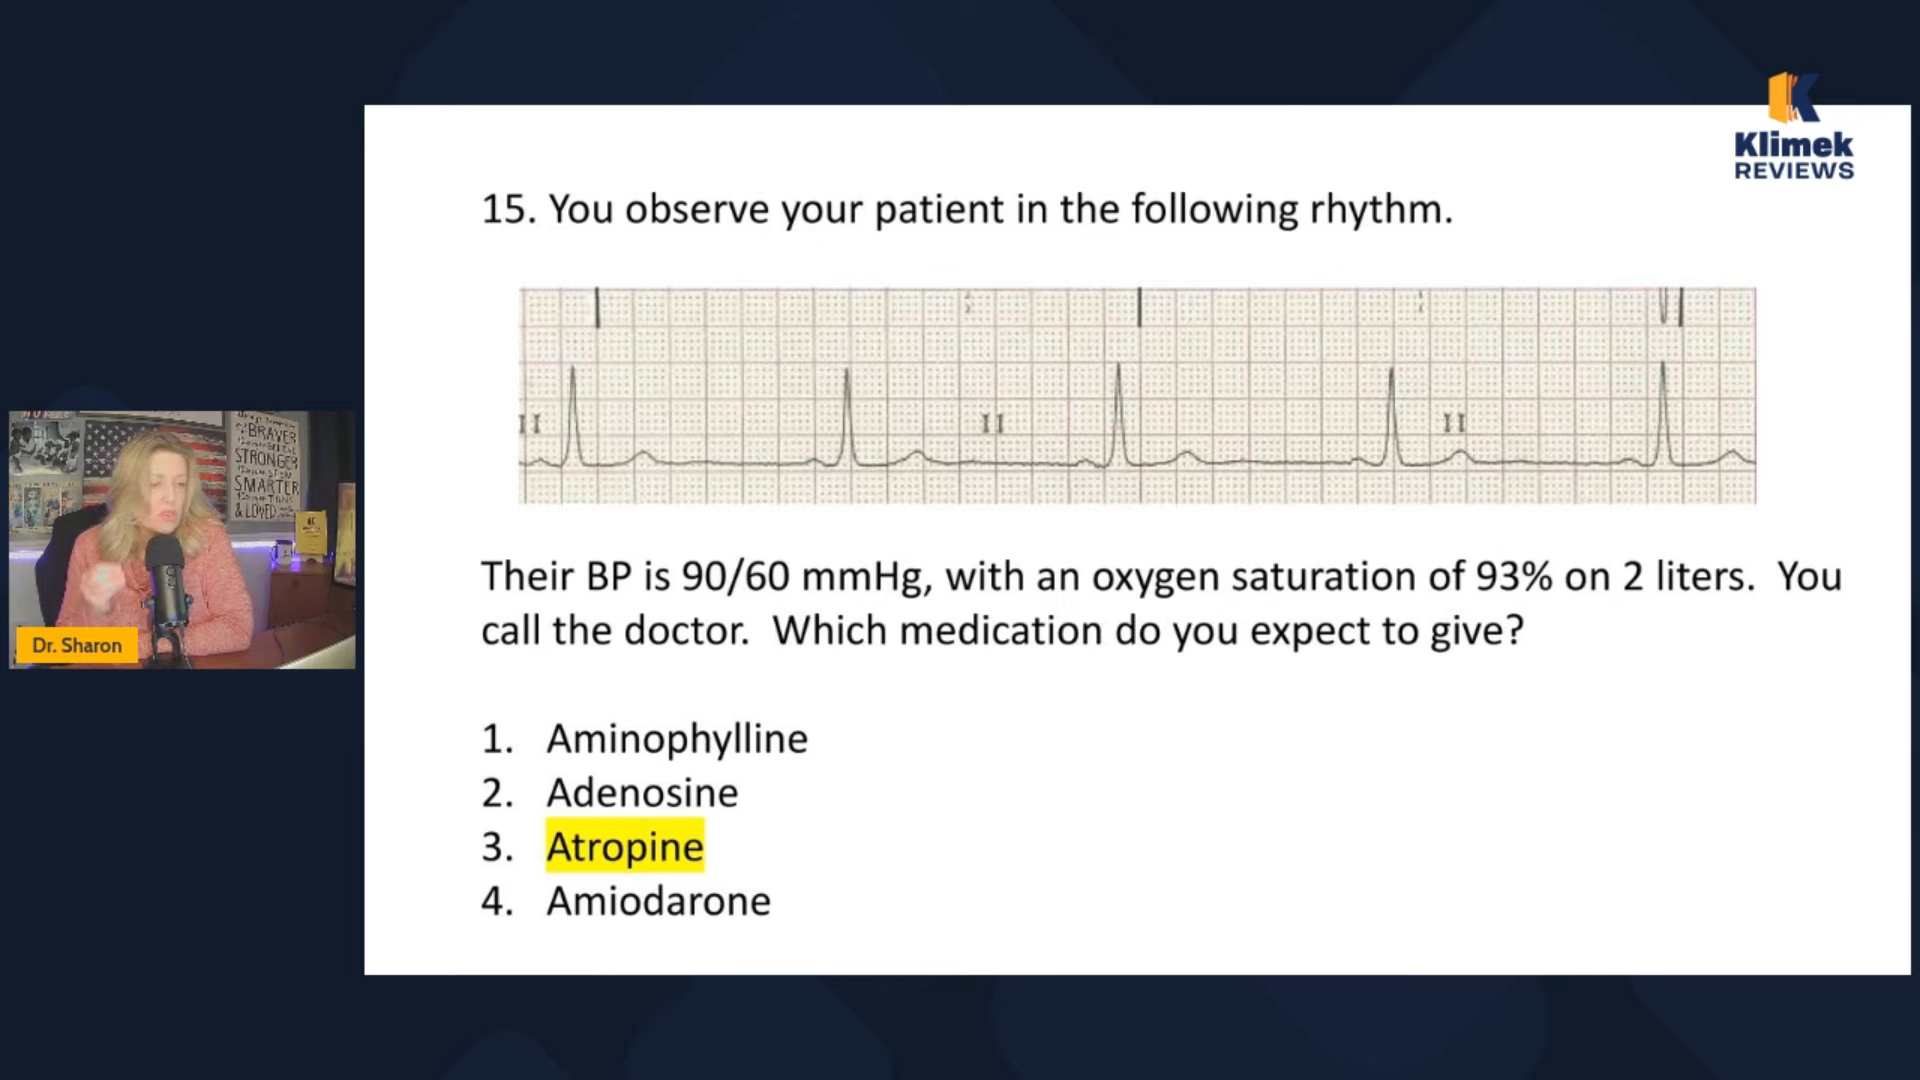 Klimek
REVIEWS
15. You observe your patient in the following rhythm.
II
II
II
BRAVER
STRONGER
SMARTER
& LOVED
Their BP is 90/60 mmHg, with an oxygen saturation of 93% on 2 liters. You
call the doctor. Which medication do you expect to give?
Dr. Sharon
1. Aminophylline
2. Adenosine
3. Atropine
4. Amiodarone